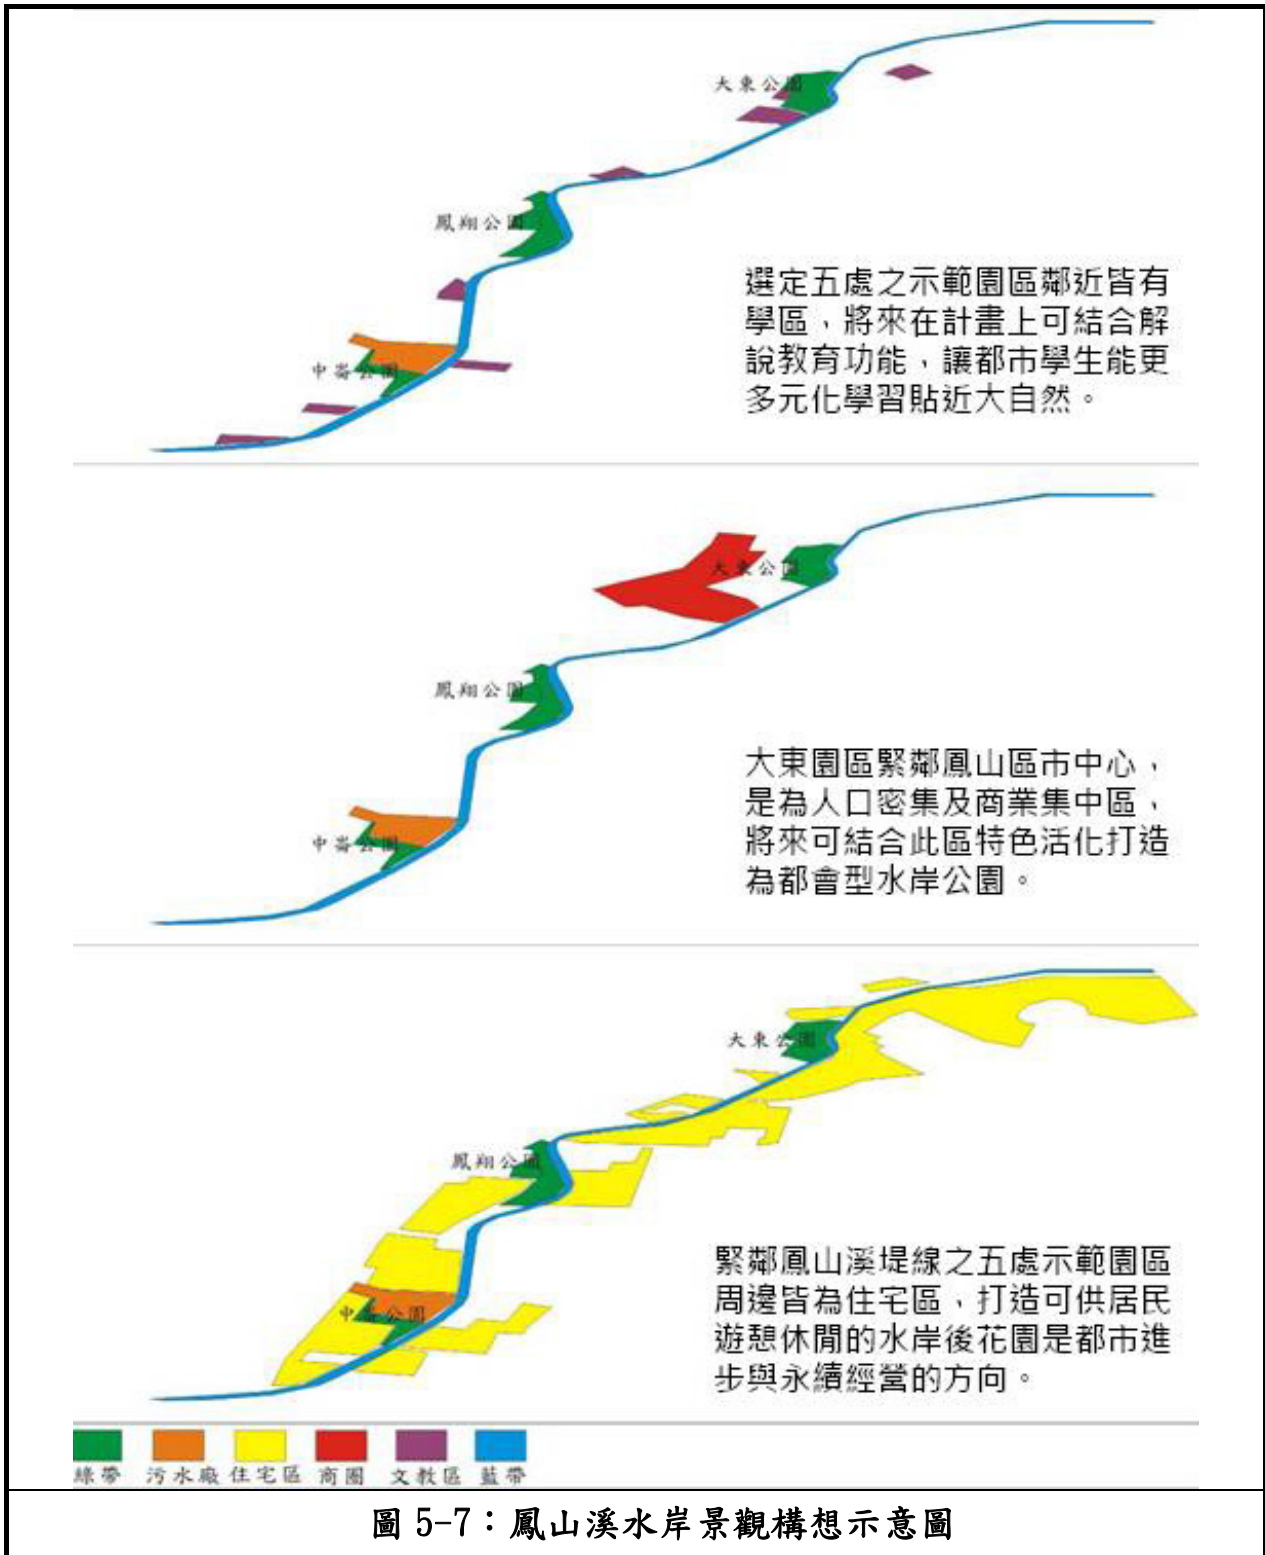 大東公園
鳳翔公園
選定五處之示範園區鄰近皆有
學區，將來在計畫上可結合解
說教育功能，讓都市學生能更
多元化學習貼近大自然。
中崙公園
大東公園
鳳翔公園
大東園區緊鄰鳳山區市中心，
是為人口密集及商業集中區，
將來可結合此區特色活化打造
為都會型水岸公園。
中崙公園
大東公園
鳳翔公園
緊鄰鳳山溪堤線之五處示範園區
周邊皆為住宅區，打造可供居民
遊憩休閒的水岸後花園是都市進
步與永續經營的方向。
中崙公園
綠帶 污水廠 住宅區 商圈 文教區 藍帶
圖 5-7：鳳山溪水岸景觀構想示意圖